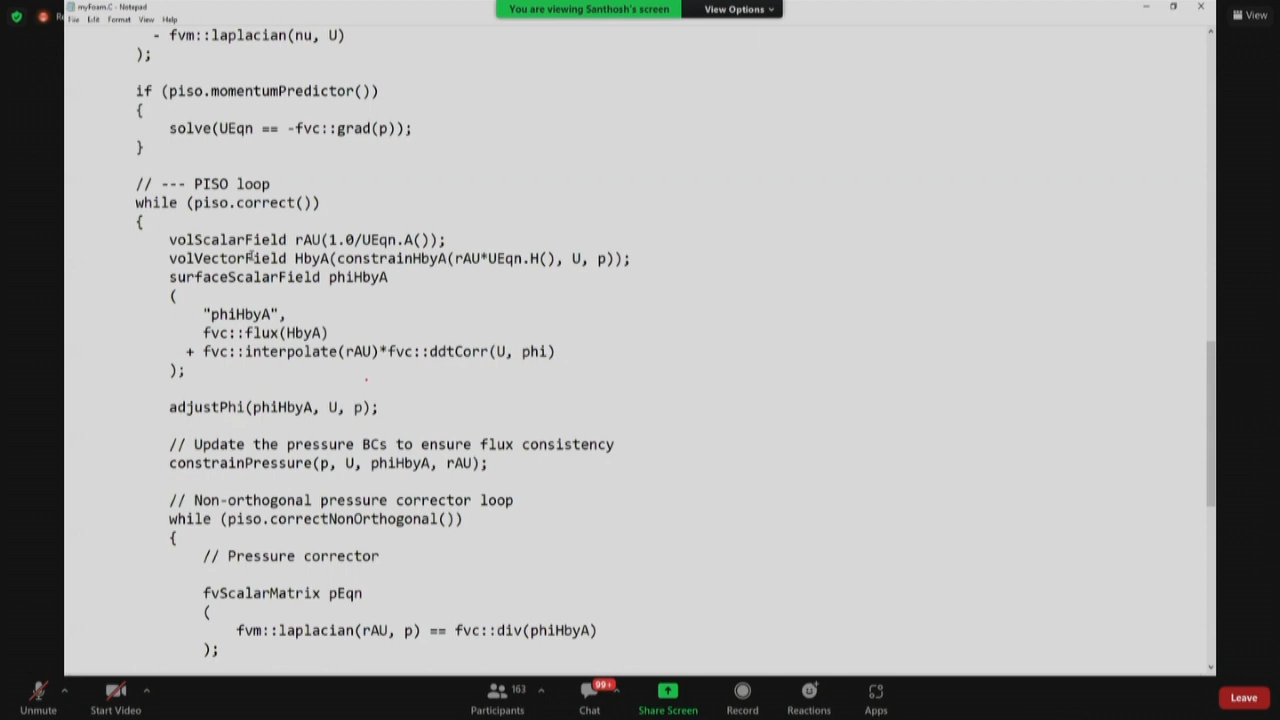 myFoam.C - Notepad
You are viewing Santhosh's screen
View Options
View
File Edit Format View Help
- fvm::laplacian(nu, U)
);
if (piso.momentumPredictor())
{
solve(UEqn == -fvc::grad(p));
}
// --- PISO loop
while (piso.correct())
{
volScalarField rAU(1.0/UEqn.A());
volVectorField HbyA(constrainHbyA(rAU*UEqn.H(), U, p));
surfaceScalarField phiHbyA
(
"phiHbyA",
fvc::flux(HbyA)
+ fvc::interpolate(rAU)*fvc::ddtCorr(U, phi)
);
adjustPhi(phiHbyA, U, p);
// Update the pressure BCs to ensure flux consistency
constrainPressure(p, U, phiHbyA, rAU);
// Non-orthogonal pressure corrector loop
while (piso.correctNonOrthogonal())
{
// Pressure corrector
fvScalarMatrix pEqn
(
fvm::laplacian(rAU, p) == fvc::div(phiHbyA)
);
163
99+
Unmute
Start Video
Participants
Chat
Share Screen
Record
Reactions
Apps
Leave